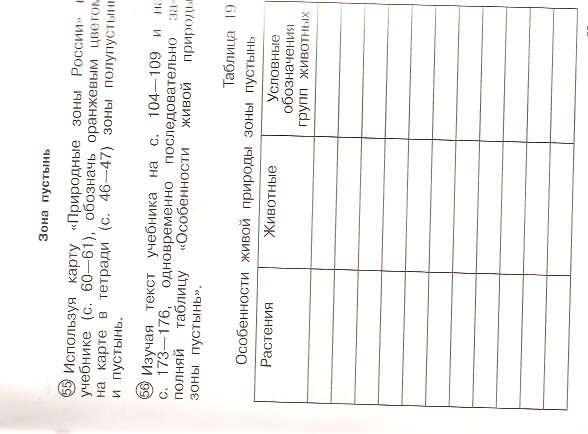 Зона пустынь
55 Используя карту «Природные зоны России» в
учебнике (с. 60—61), обозначь оранжевым цветом
на карте в тетради (с. 46—47) зоны полупустынь
и пустынь.
56 Изучая текст учебника на с. 104—109 и на
с. 173—176, одновременно последовательно за-
полняй таблицу «Особенности живой природы
зоны пустынь».
Таблица 19
Особенности живой природы зоны пустынь
Растения
Животные
Условные
обозначения
групп животных